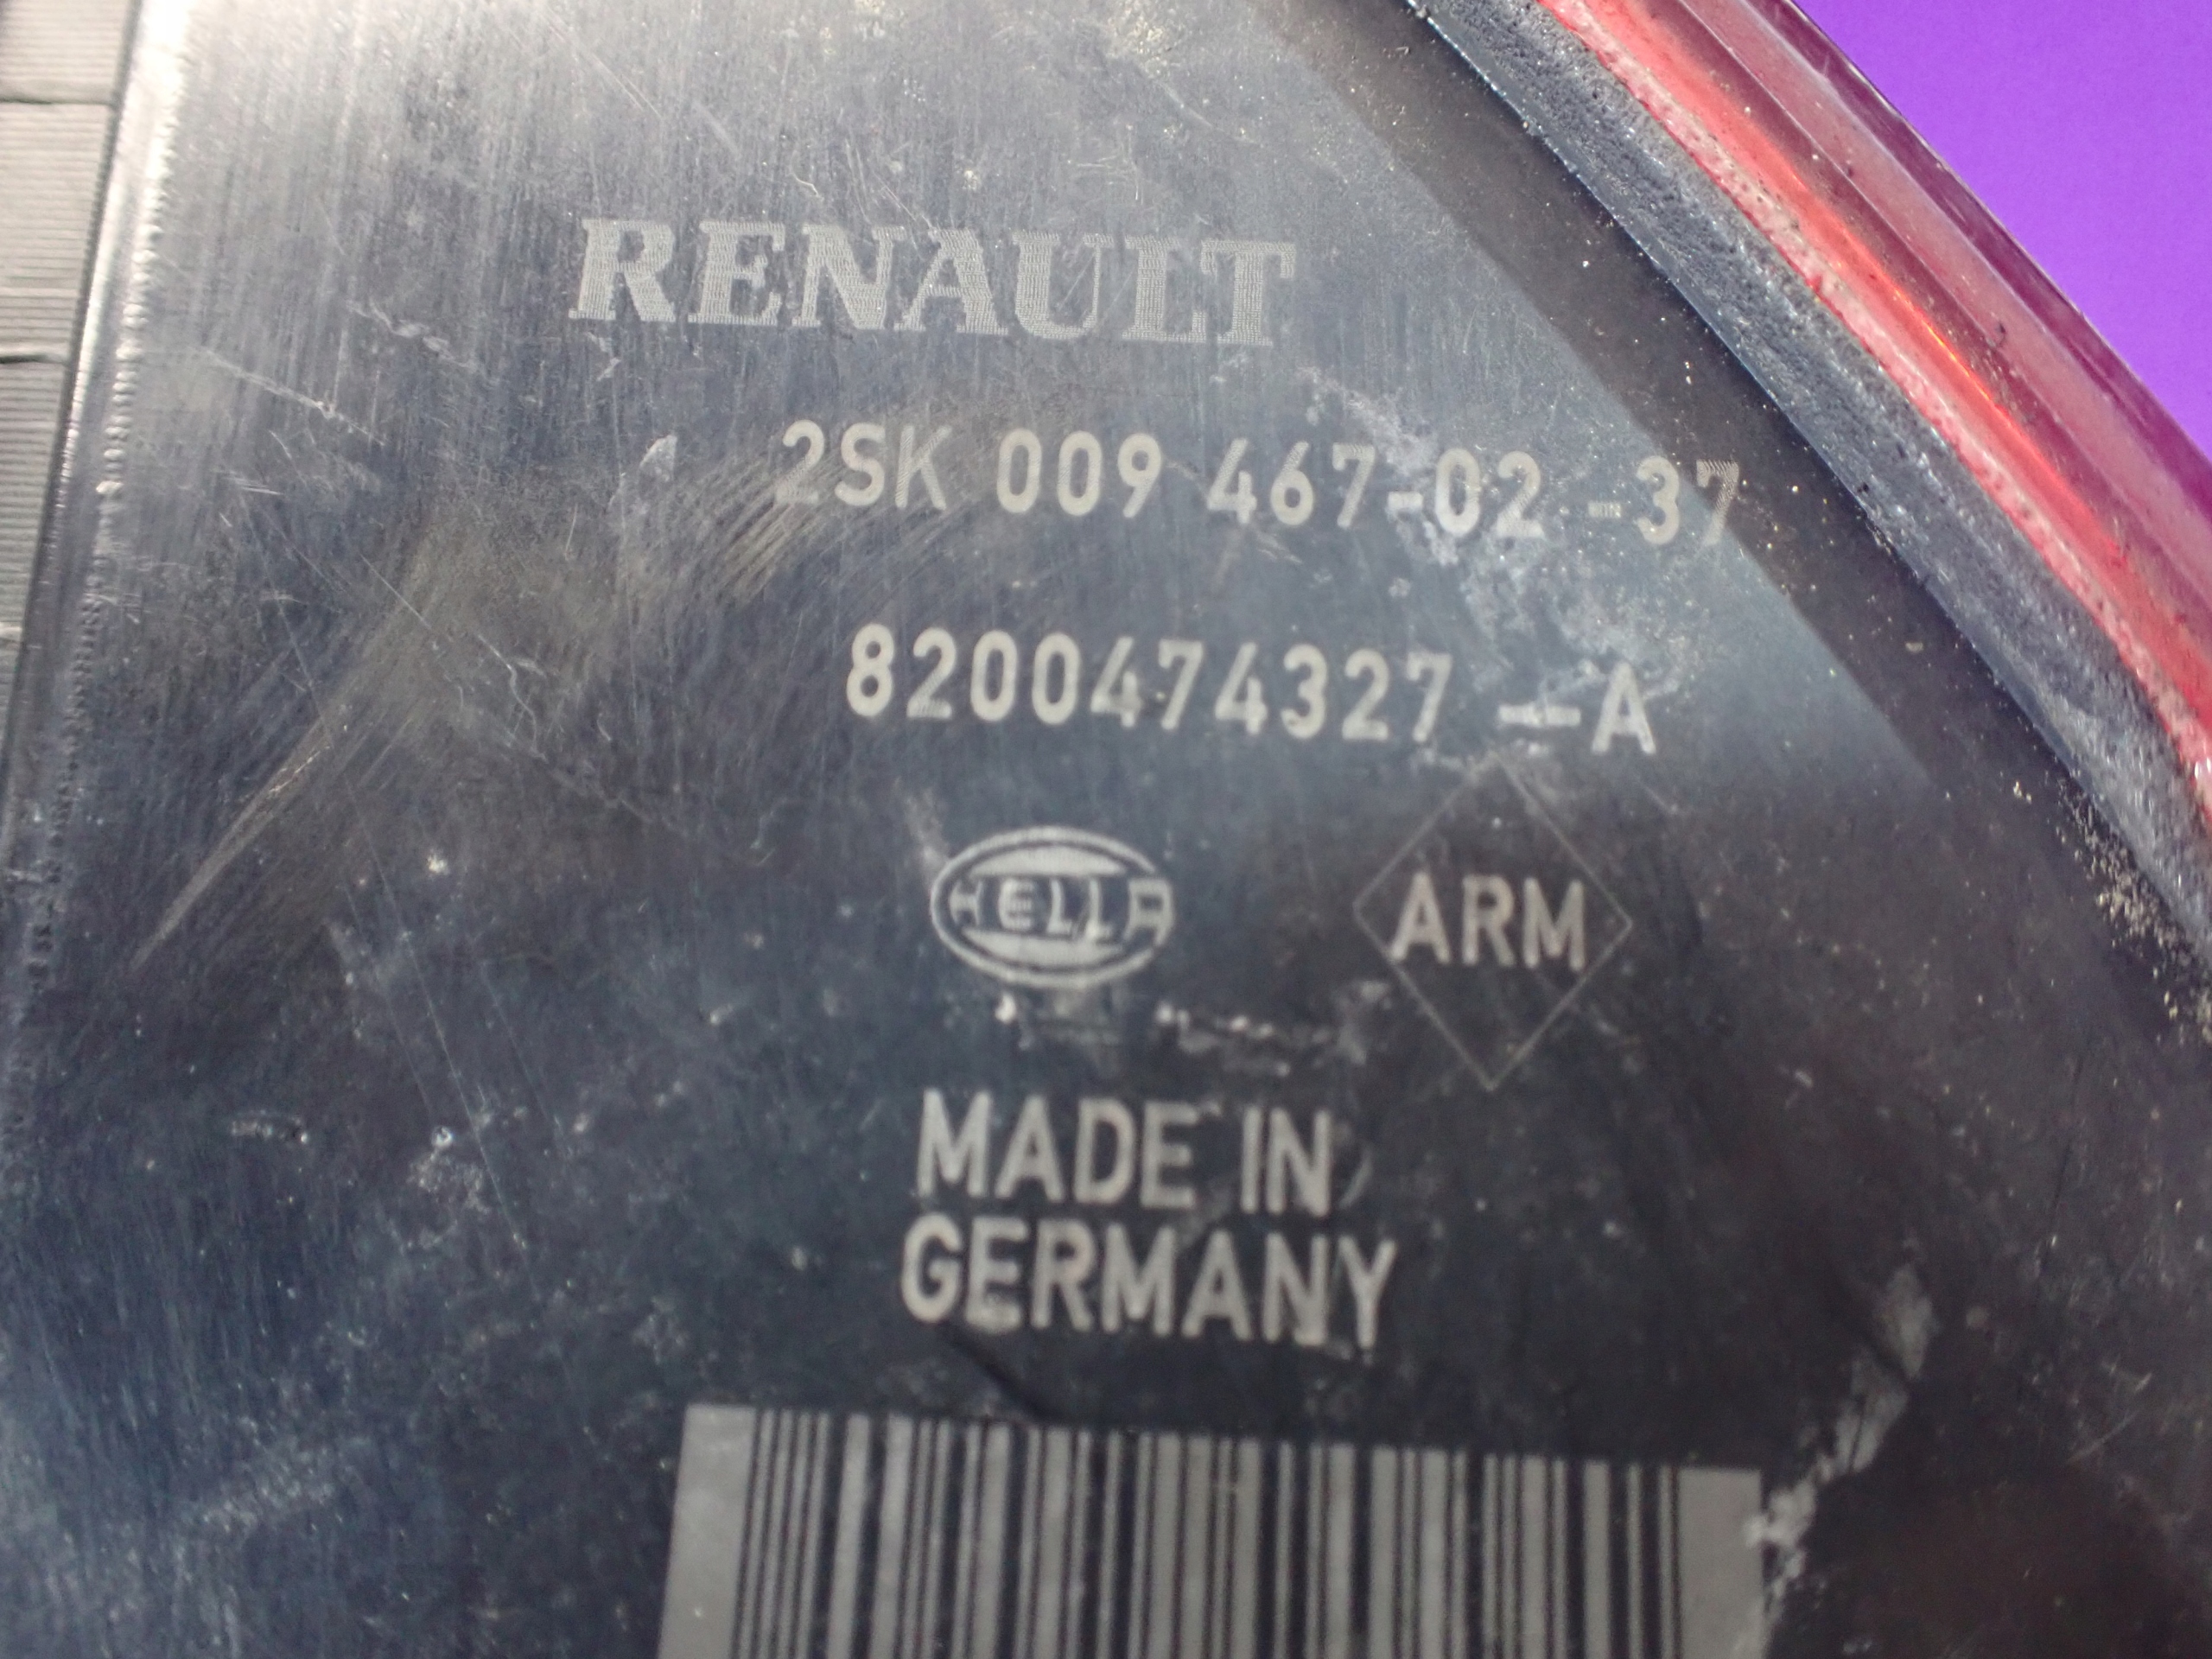 RENAULT
2SK 009 467-02 -37
8200474327 —A
HELLA
ARM
MADE IN
GERMANY